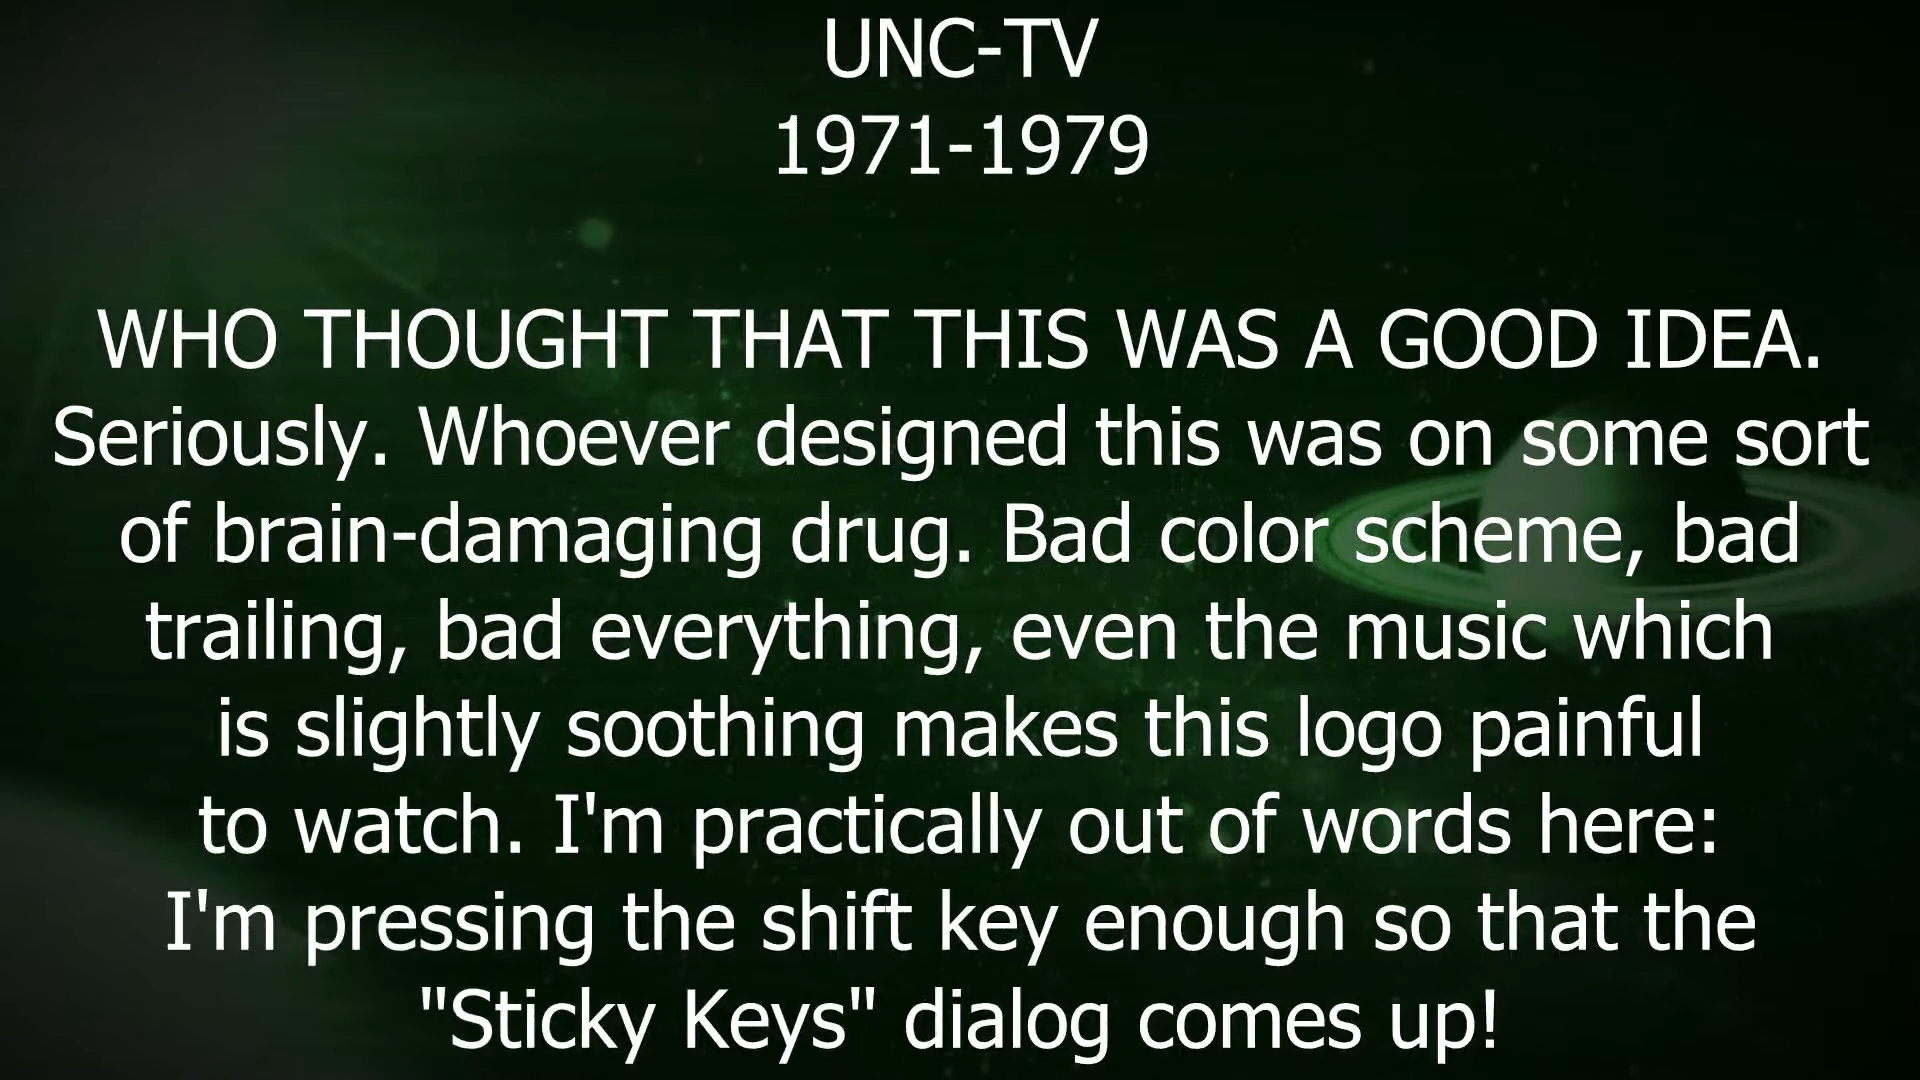 UNC-TV
1971-1979
WHO THOUGHT THAT THIS WAS A GOOD IDEA.
Seriously. Whoever designed this was on some sort
of brain-damaging drug. Bad color scheme, bad
trailing, bad everything, even the music which
is slightly soothing makes this logo painful
to watch. I'm practically out of words here:
I'm pressing the shift key enough so that the
"Sticky Keys" dialog comes up!